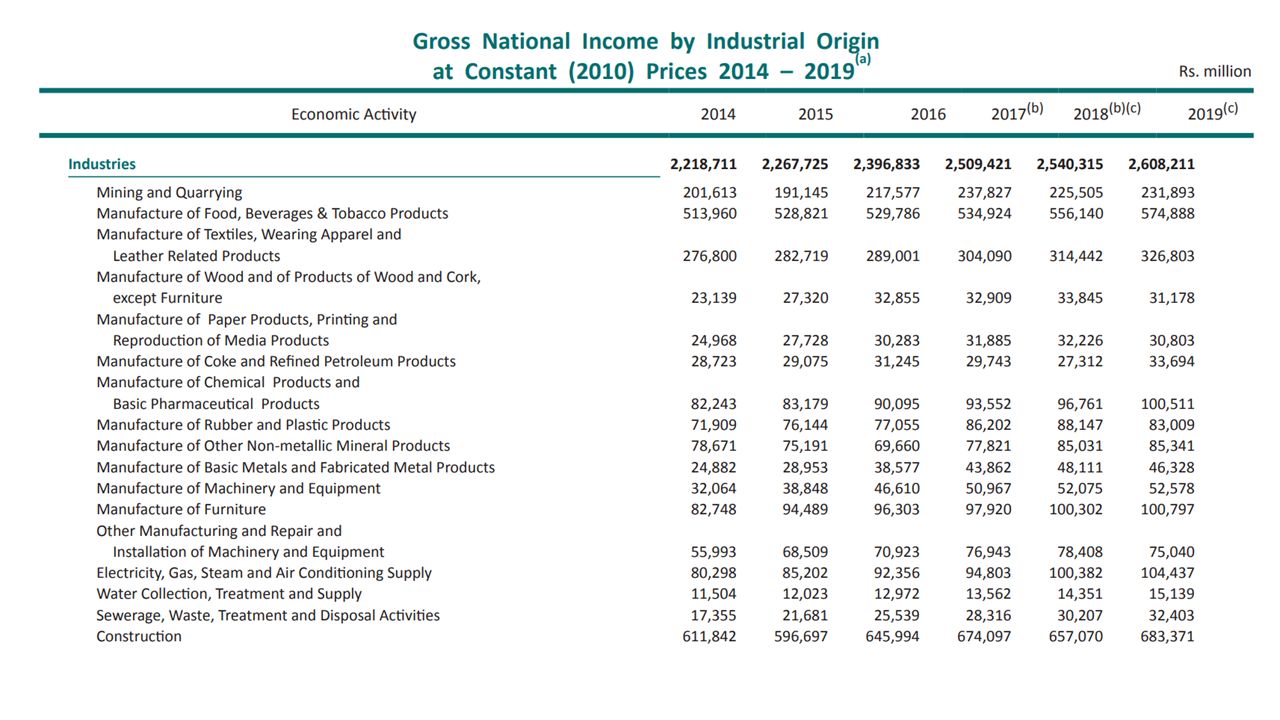 Gross National Income by Industrial Origin
at Constant (2010) Prices 2014 – 2019(a)
Rs. million
Economic Activity 2014 2015 2016 2017(b) 2018(b)(c) 2019(c)
Industries 2,218,711 2,267,725 2,396,833 2,509,421 2,540,315 2,608,211
Mining and Quarrying 201,613 191,145 217,577 237,827 225,505 231,893
Manufacture of Food, Beverages & Tobacco Products 513,960 528,821 529,786 534,924 556,140 574,888
Manufacture of Textiles, Wearing Apparel and
Leather Related Products 276,800 282,719 289,001 304,090 314,442 326,803
Manufacture of Wood and of Products of Wood and Cork,
except Furniture 23,139 27,320 32,855 32,909 33,845 31,178
Manufacture of Paper Products, Printing and
Reproduction of Media Products 24,968 27,728 30,283 31,885 32,226 30,803
Manufacture of Coke and Refined Petroleum Products 28,723 29,075 31,245 29,743 27,312 33,694
Manufacture of Chemical Products and
Basic Pharmaceutical Products 82,243 83,179 90,095 93,552 96,761 100,511
Manufacture of Rubber and Plastic Products 71,909 76,144 77,055 86,202 88,147 83,009
Manufacture of Other Non-metallic Mineral Products 78,671 75,191 69,660 77,821 85,031 85,341
Manufacture of Basic Metals and Fabricated Metal Products 24,882 28,953 38,577 43,862 48,111 46,328
Manufacture of Machinery and Equipment 32,064 38,848 46,610 50,967 52,075 52,578
Manufacture of Furniture 82,748 94,489 96,303 97,920 100,302 100,797
Other Manufacturing and Repair and
Installation of Machinery and Equipment 55,993 68,509 70,923 76,943 78,408 75,040
Electricity, Gas, Steam and Air Conditioning Supply 80,298 85,202 92,356 94,803 100,382 104,437
Water Collection, Treatment and Supply 11,504 12,023 12,972 13,562 14,351 15,139
Sewerage, Waste, Treatment and Disposal Activities 17,355 21,681 25,539 28,316 30,207 32,403
Construction 611,842 596,697 645,994 674,097 657,070 683,371